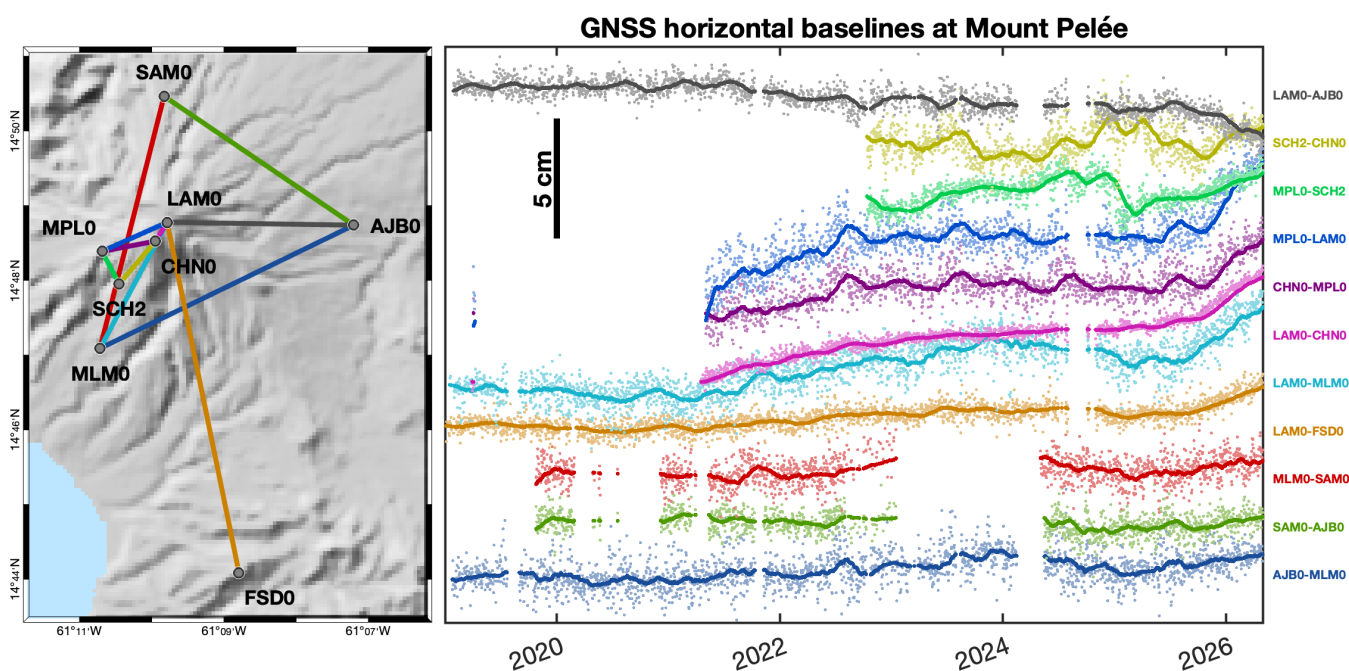 GNSS horizontal baselines at Mount Pelée
SAM0
LAM0
MPL0
AJB0
CHN0
SCH2
MLM0
FSD0
14°50'N
14°48'N
14°46'N
14°44'N
61°11'W
61°09'W
61°07'W
5 cm
LAM0-AJB0
SCH2-CHN0
MPL0-SCH2
MPL0-LAM0
CHN0-MPL0
LAM0-CHN0
LAM0-MLM0
LAM0-FSD0
MLM0-SAM0
SAM0-AJB0
AJB0-MLM0
2020
2022
2024
2026